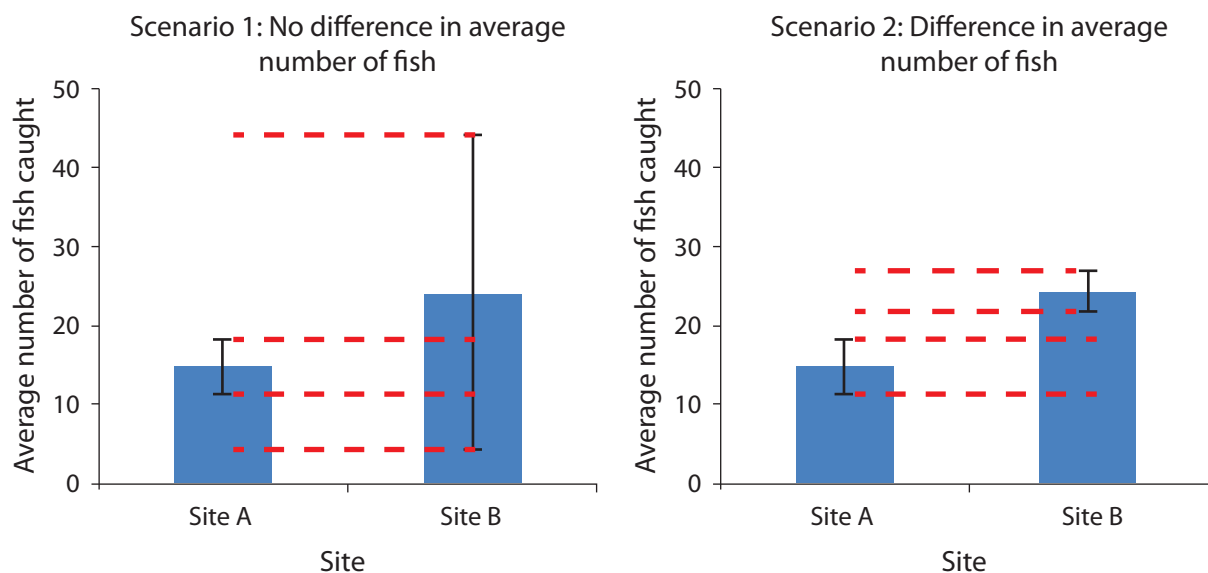 Scenario 1: No difference in average
number of fish
Average number of fish caught
50
40
30
20
10
0
Site A
Site B
Site
Scenario 2: Difference in average
number of fish
Average number of fish caught
50
40
30
20
10
0
Site A
Site B
Site